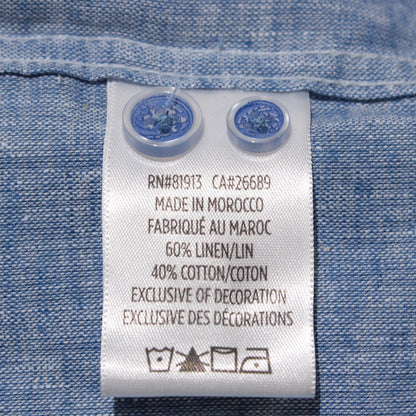 RN#81913 CA#26689
MADE IN MOROCCO
FABRIQUÉ AU MAROC
60% LINEN/LIN
40% COTTON/COTON
EXCLUSIVE OF DECORATION
EXCLUSIVE DES DÉCORATIONS